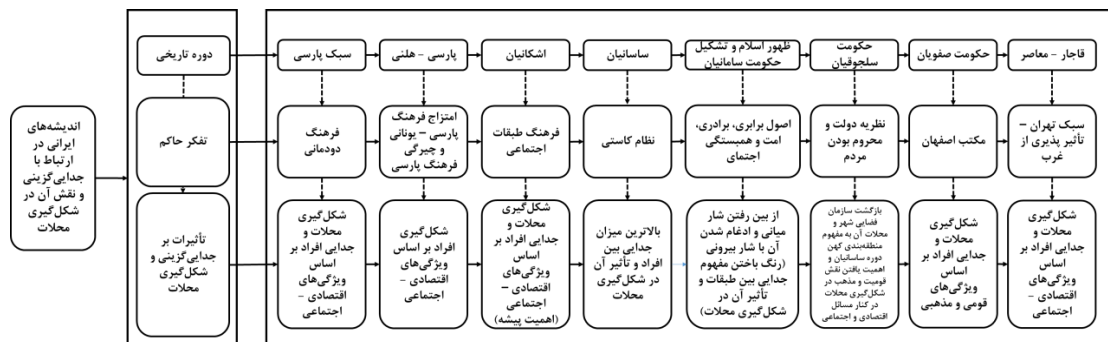 اندیشه‌های
ایرانی در
ارتباط با
جدایی‌گزینی
و نقش آن در
شکل‌گیری
محلات
دوره تاریخی
تفکر حاکم
تأثیرات بر
جدایی‌گزینی و
شکل‌گیری
محلات
سبک پارسی
فرهنگ
دودمانی
شکل‌گیری
محلات و
جدایی افراد بر
اساس
ویژگی‌های
اقتصادی -
اجتماعی
پارسی - هلنی
امتزاج فرهنگ
پارسی – یونانی
و چیرگی
فرهنگ پارسی
شکل‌گیری
افراد بر اساس
ویژگی‌های
اقتصادی -
اجتماعی
اشکانیان
فرهنگ طبقات
اجتماعی
شکل‌گیری
محلات و
جدایی افراد بر
اساس
ویژگی‌های
اقتصادی –
اجتماعی
(اهمیت پیشه)
ساسانیان
نظام کاستی
بالاترین میزان
جدایی بین
افراد و تأثیر آن
در شکل‌گیری
محلات
ظهور اسلام و تشکیل
حکومت سامانیان
اصول برابری، برادری،
امت و همبستگی
اجتمای
از بین رفتن شار
میانی و ادغام شدن
آن با شار بیرونی
(رنگ باختن مفهوم
جدایی بین طبقات و
تأثیر آن در
شکل‌گیری محلات)
حکومت
سلجوقیان
نظریه دولت و
محروم بودن
مردم
بازگشت سازمان
فضایی شهر و
محلات آن به مفهوم
منطقه‌بندی کهن
دوره ساسانیان و
اهمیت یافتن نقش
قومیت و مذهب در
شکل‌گیری محلات
در کنار مسائل
اقتصادی و اجتماعی
حکومت صفویان
مکتب اصفهان
شکل‌گیری
محلات و
جدایی افراد بر
اساس
ویژگی‌های
قومی و مذهبی
قاجار - معاصر
سبک تهران –
تأثیر پذیری از
غرب
شکل‌گیری
محلات و
جدایی افراد بر
اساس
ویژگی‌های
اقتصادی -
اجتماعی